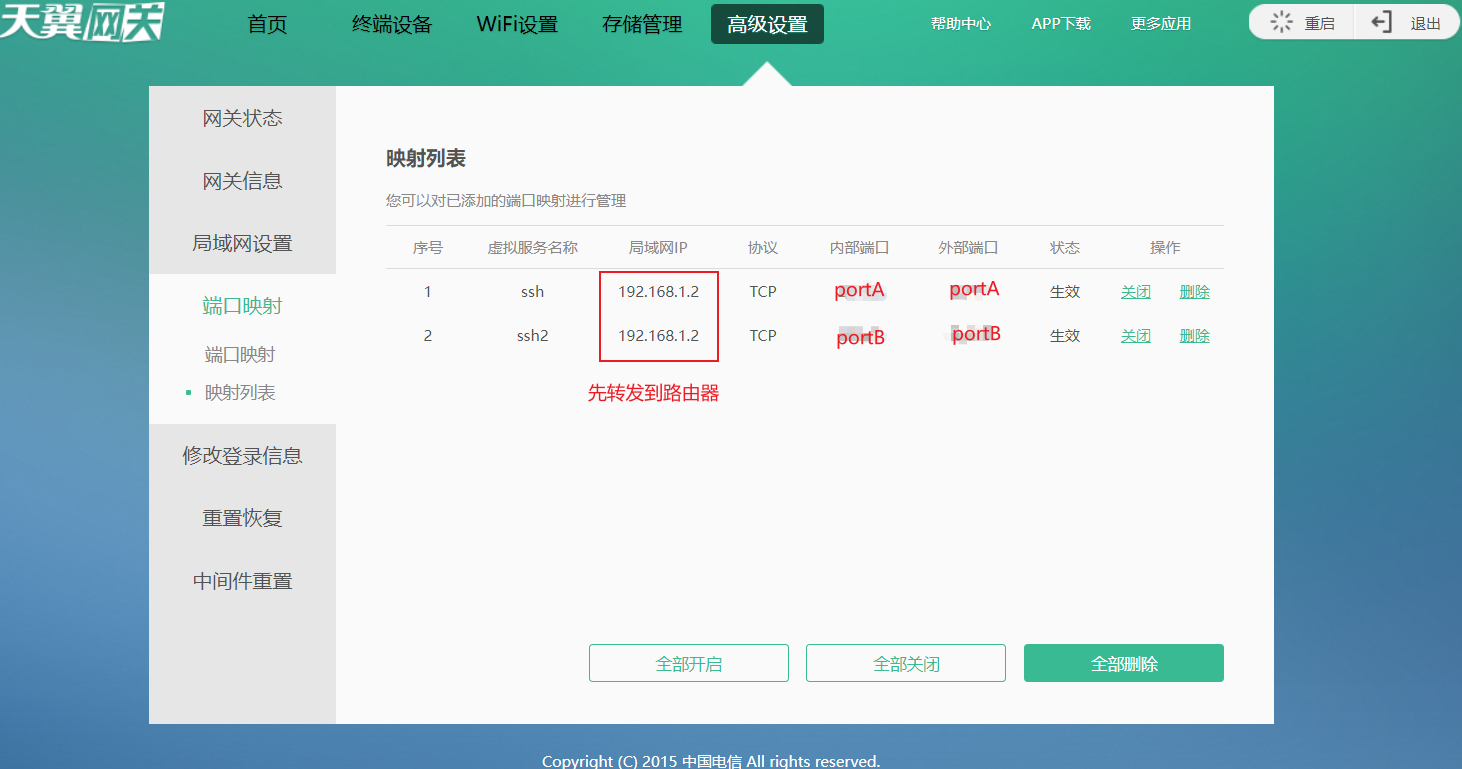 天翼网关 首页 终端设备 WiFi设置 存储管理 高级设置 帮助中心 APP下载 更多应用 重启 退出
网关状态
网关信息
局域网设置
端口映射
端口映射
映射列表
修改登录信息
重置恢复
中间件重置
映射列表
您可以对已添加的端口映射进行管理
序号 虚拟服务名称 局域网IP 协议 内部端口 外部端口 状态 操作
1 ssh 192.168.1.2 TCP portA portA 生效 关闭 删除
2 ssh2 192.168.1.2 TCP portB portB 生效 关闭 删除
先转发到路由器
全部开启 全部关闭 全部删除
Copyright (C) 2015 中国电信 All rights reserved.